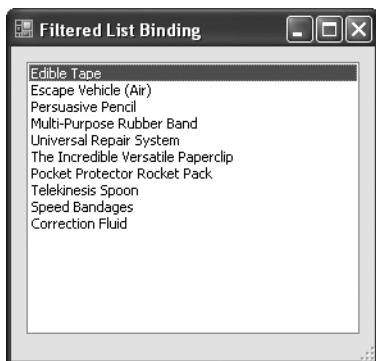 Filtered List Binding
Edible Tape
Escape Vehicle (Air)
Persuasive Pencil
Multi-Purpose Rubber Band
Universal Repair System
The Incredible Versatile Paperclip
Pocket Protector Rocket Pack
Telekinesis Spoon
Speed Bandages
Correction Fluid